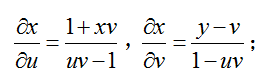 ∂x/∂u = (1+xv)/(uv−1) , ∂x/∂v = (y−v)/(1−uv) ;